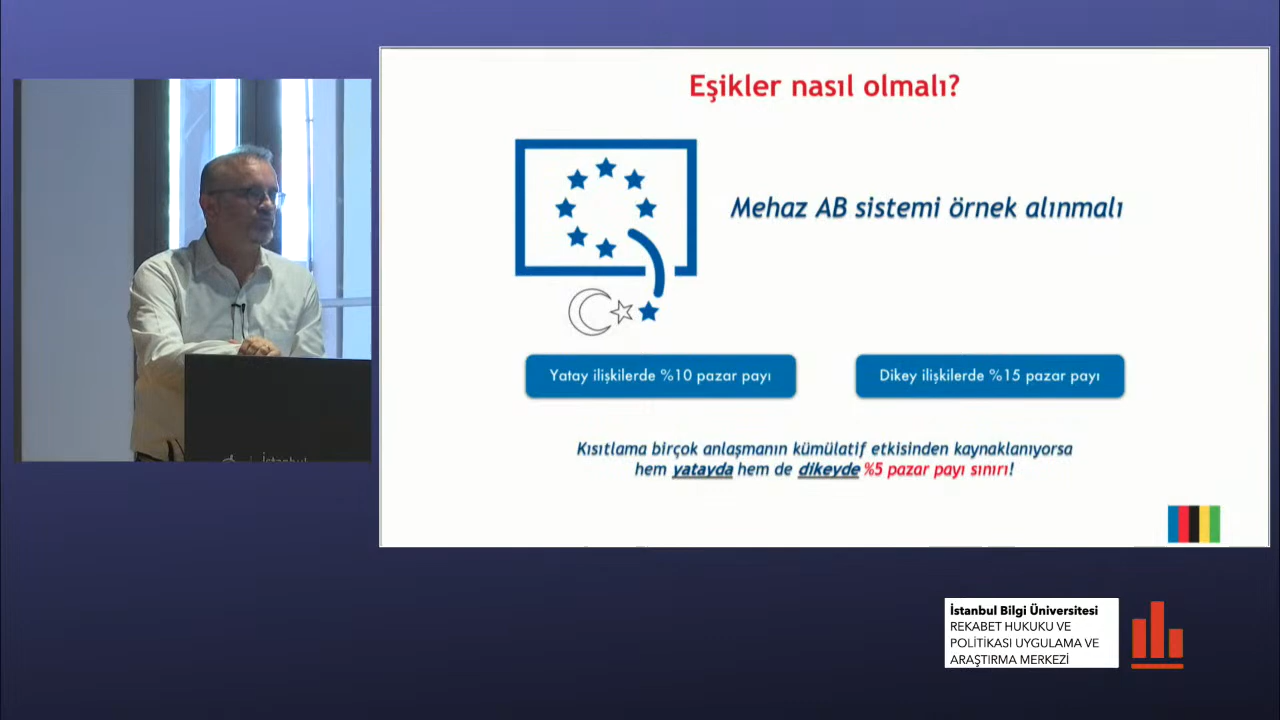 Eşikler nasıl olmalı?
Mehaz AB sistemi örnek alınmalı
Yatay ilişkilerde %10 pazar payı
Dikey ilişkilerde %15 pazar payı
Kısıtlama birçok anlaşmanın kümülatif etkisinden kaynaklanıyorsa
hem yatayda hem de dikeyde %5 pazar payı sınırı!
İstanbul
İstanbul Bilgi Üniversitesi
REKABET HUKUKU VE
POLİTİKASI UYGULAMA VE
ARAŞTIRMA MERKEZİ